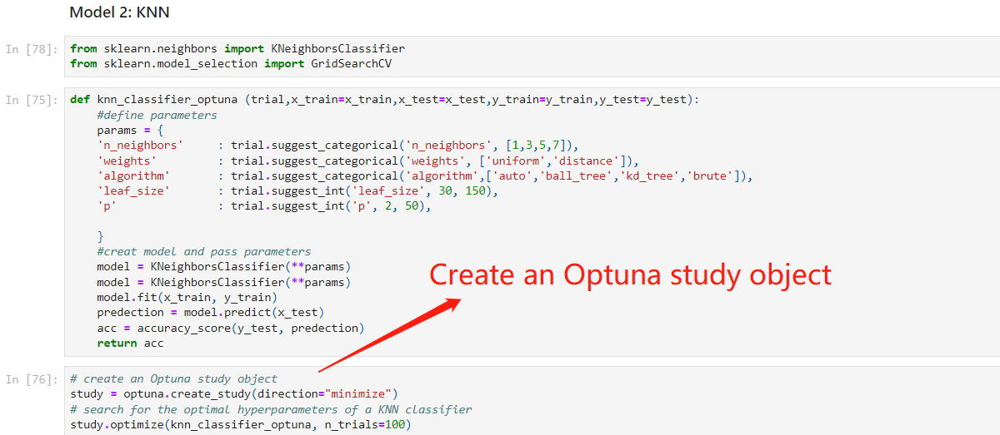 Model 2: KNN
In [78]:
from sklearn.neighbors import KNeighborsClassifier
from sklearn.model_selection import GridSearchCV
In [75]:
def knn_classifier_optuna (trial,x_train=x_train,x_test=x_test,y_train=y_train,y_test=y_test):
    #define parameters
    params = {
    'n_neighbors'     : trial.suggest_categorical('n_neighbors', [1,3,5,7]),
    'weights'         : trial.suggest_categorical('weights', ['uniform','distance']),
    'algorithm'       : trial.suggest_categorical('algorithm',['auto','ball_tree','kd_tree','brute']),
    'leaf_size'       : trial.suggest_int('leaf_size', 30, 150),
    'p'               : trial.suggest_int('p', 2, 50),
    }
    #creat model and pass parameters
    model = KNeighborsClassifier(**params)
    model = KNeighborsClassifier(**params)
    model.fit(x_train, y_train)
    predection = model.predict(x_test)
    acc = accuracy_score(y_test, predection)
    return acc
Create an Optuna study object
In [76]:
# create an Optuna study object
study = optuna.create_study(direction="minimize")
# search for the optimal hyperparameters of a KNN classifier
study.optimize(knn_classifier_optuna, n_trials=100)